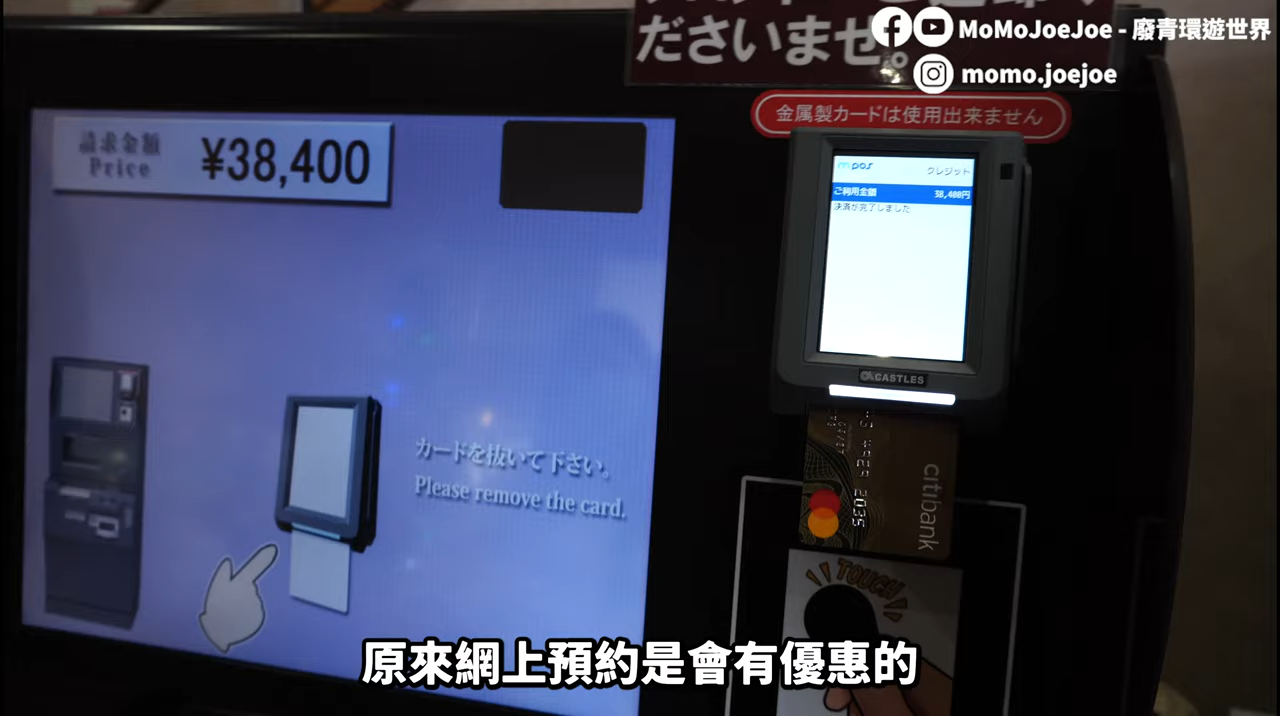 ださいませ。
MoMoJoeJoe - 廢青環遊世界
momo.joejoe
金属製カードは使用出来ません
請求金額
Price
¥38,400
mpos
クレジット
ご利用金額 38,400円
決済が完了しました
CASTLES
カードを抜いて下さい。
Please remove the card.
citibank
TOUCH
原來網上預約是會有優惠的